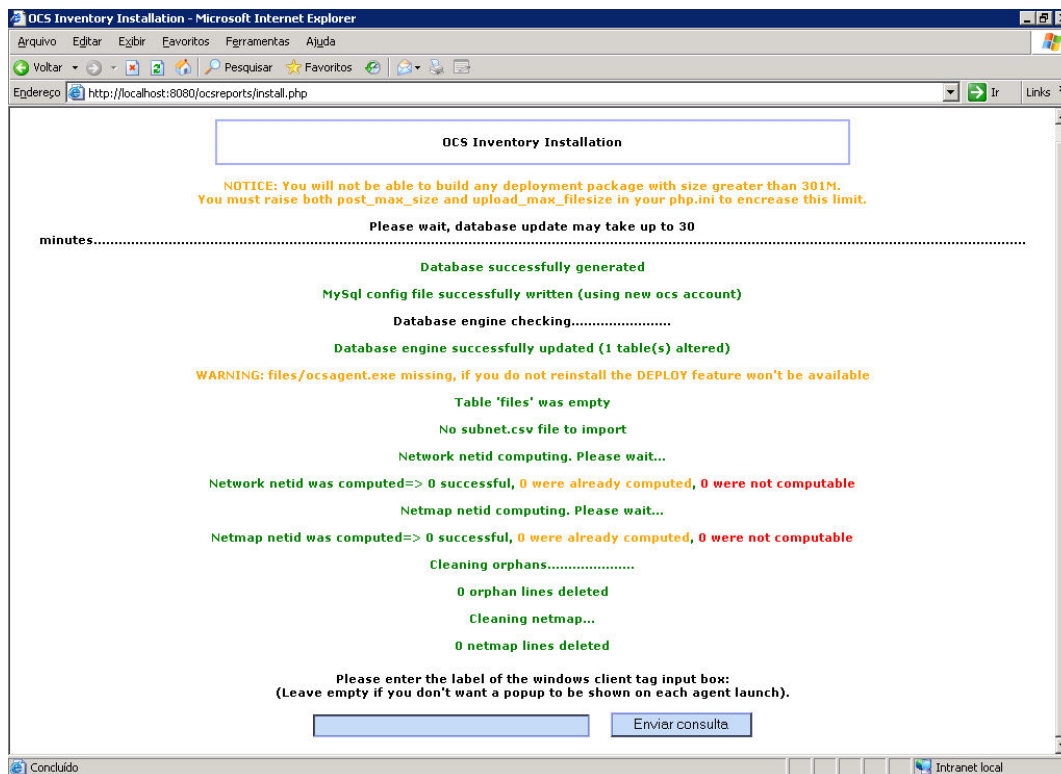 OCS Inventory Installation - Microsoft Internet Explorer
Arquivo Editar Exibir Favoritos Ferramentas Ajuda
Voltar Pesquisar Favoritos
Endereço http://localhost:8080/ocsreports/install.php Ir Links
OCS Inventory Installation
NOTICE: You will not be able to build any deployment package with size greater than 301M.
You must raise both post_max_size and upload_max_filesize in your php.ini to encrease this limit.
Please wait, database update may take up to 30
minutes........................................................................................................................................................................................................................................
Database successfully generated
MySql config file successfully written (using new ocs account)
Database engine checking........................
Database engine successfully updated (1 table(s) altered)
WARNING: files/ocsagent.exe missing, if you do not reinstall the DEPLOY feature won't be available
Table 'files' was empty
No subnet.csv file to import
Network netid computing. Please wait...
Network netid was computed=> 0 successful, 0 were already computed, 0 were not computable
Netmap netid computing. Please wait...
Netmap netid was computed=> 0 successful, 0 were already computed, 0 were not computable
Cleaning orphans.....................
0 orphan lines deleted
Cleaning netmap...
0 netmap lines deleted
Please enter the label of the windows client tag input box:
(Leave empty if you don't want a popup to be shown on each agent launch).
Enviar consulta
Concluído Intranet local